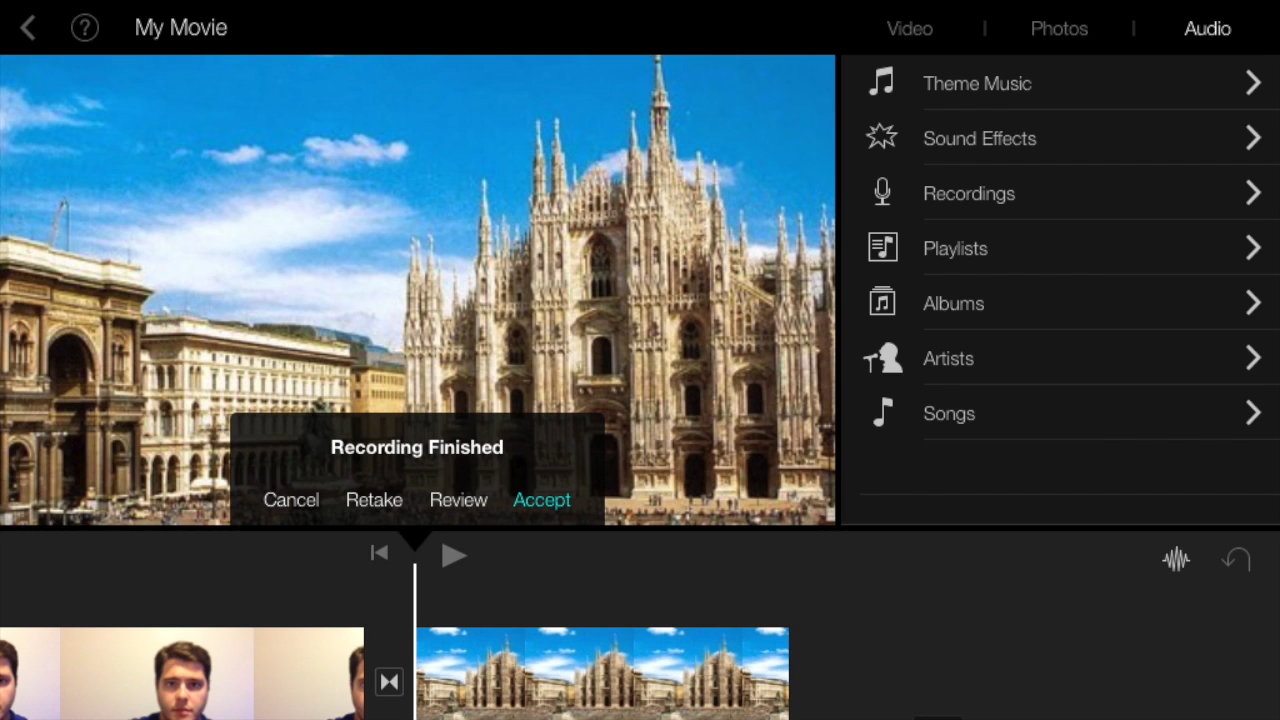 ? My Movie Video | Photos | Audio
Theme Music
Sound Effects
Recordings
Playlists
Albums
Artists
Songs
Recording Finished
Cancel Retake Review Accept